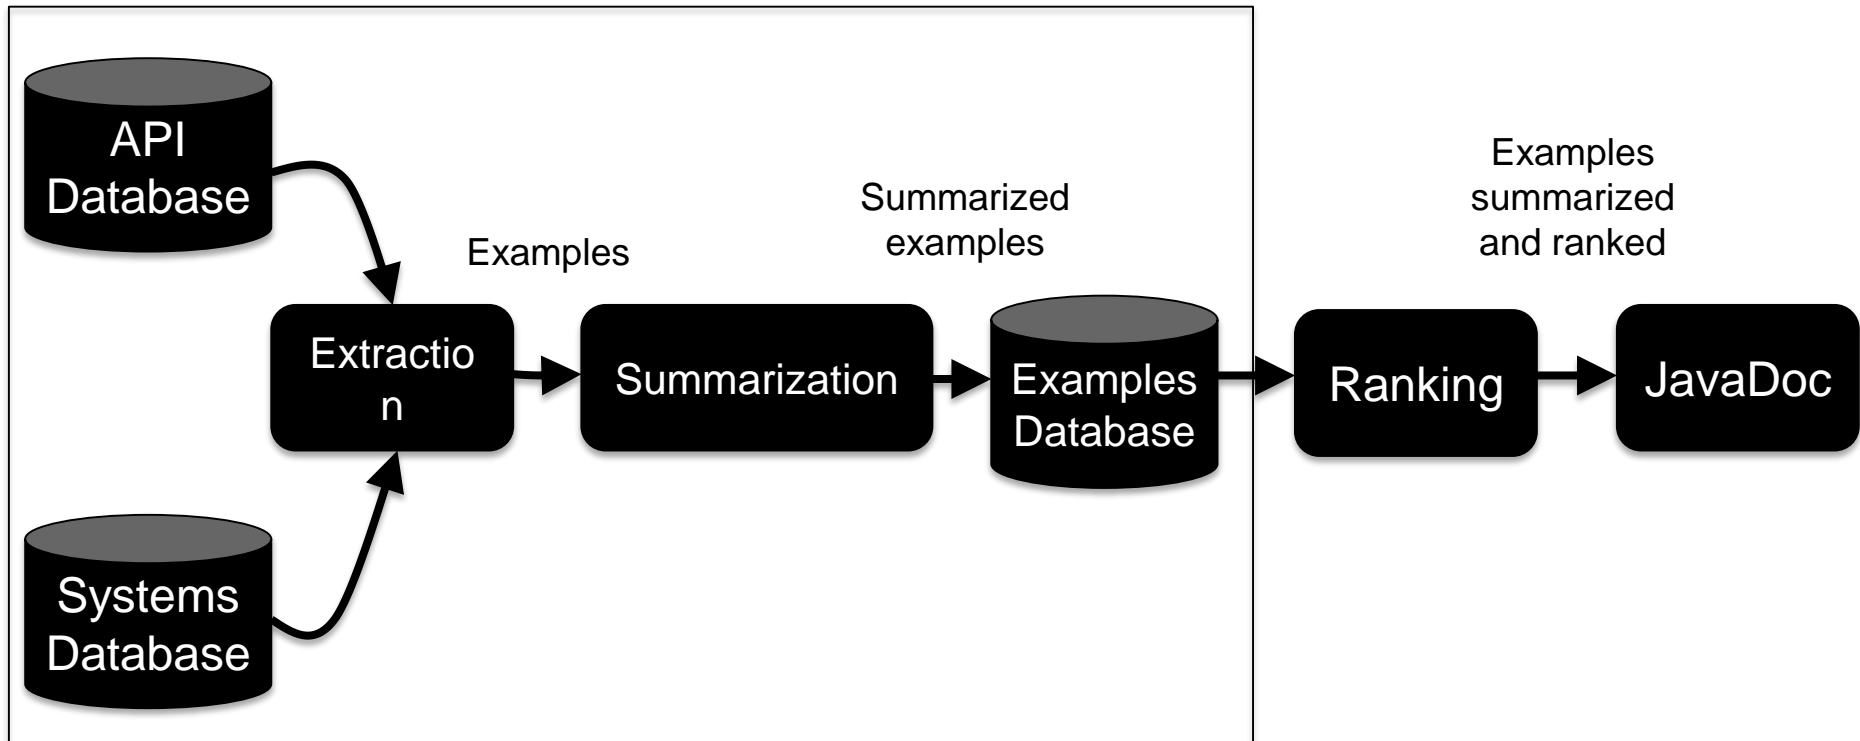 API
Database
Examples
Summarized
examples
Examples
summarized
and ranked
Extractio
n
Summarization
Examples
Database
Ranking
JavaDoc
Systems
Database